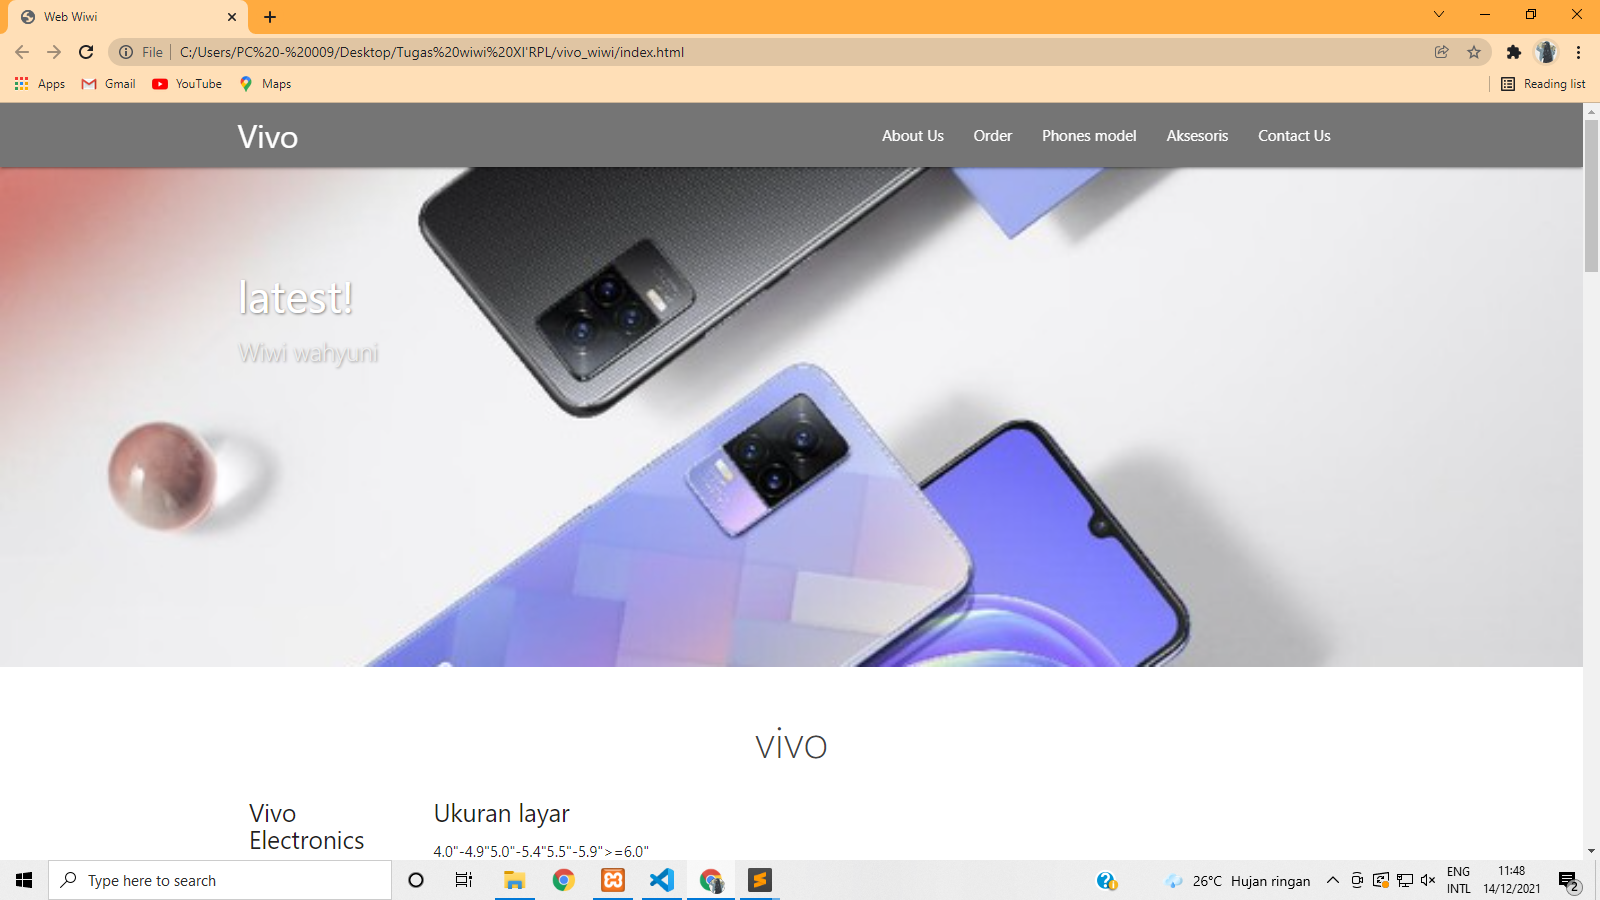 Web Wiwi
File
C:/Users/PC%20-%20009/Desktop/Tugas%20wiwi%20XI'RPL/vivo_wiwi/index.html
Apps
Gmail
YouTube
Maps
Reading list
Vivo
About Us
Order
Phones model
Aksesoris
Contact Us
latest!
Wiwi wahyuni
vivo
Vivo
Electronics
Ukuran layar
4.0"-4.9"5.0"-5.4"5.5"-5.9">=6.0"
Type here to search
26°C Hujan ringan
ENG
INTL
11:48
14/12/2021
2